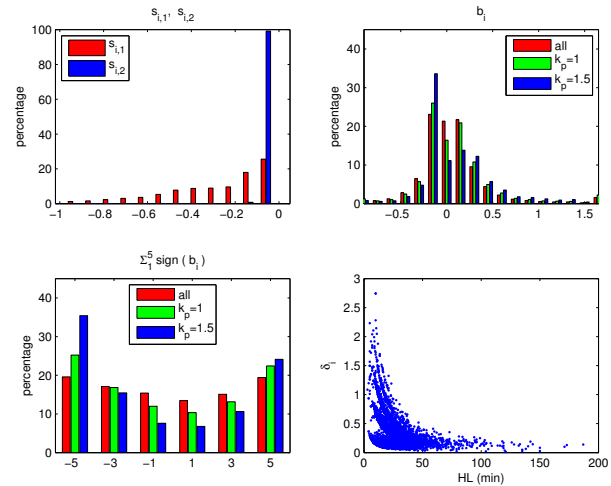 s_{i,1}, s_{i,2}
percentage
100
80
60
40
20
0
s_{i,1}
s_{i,2}
−1 −0.8 −0.6 −0.4 −0.2 0
b_i
percentage
40
30
20
10
0
all
k_p=1
k_p=1.5
−0.5 0 0.5 1 1.5
Σ_1^5 sign ( b_i )
percentage
40
30
20
10
0
all
k_p=1
k_p=1.5
−5 −3 −1 1 3 5
δ_i
3
2.5
2
1.5
1
0.5
0
0 50 100 150 200
HL (min)